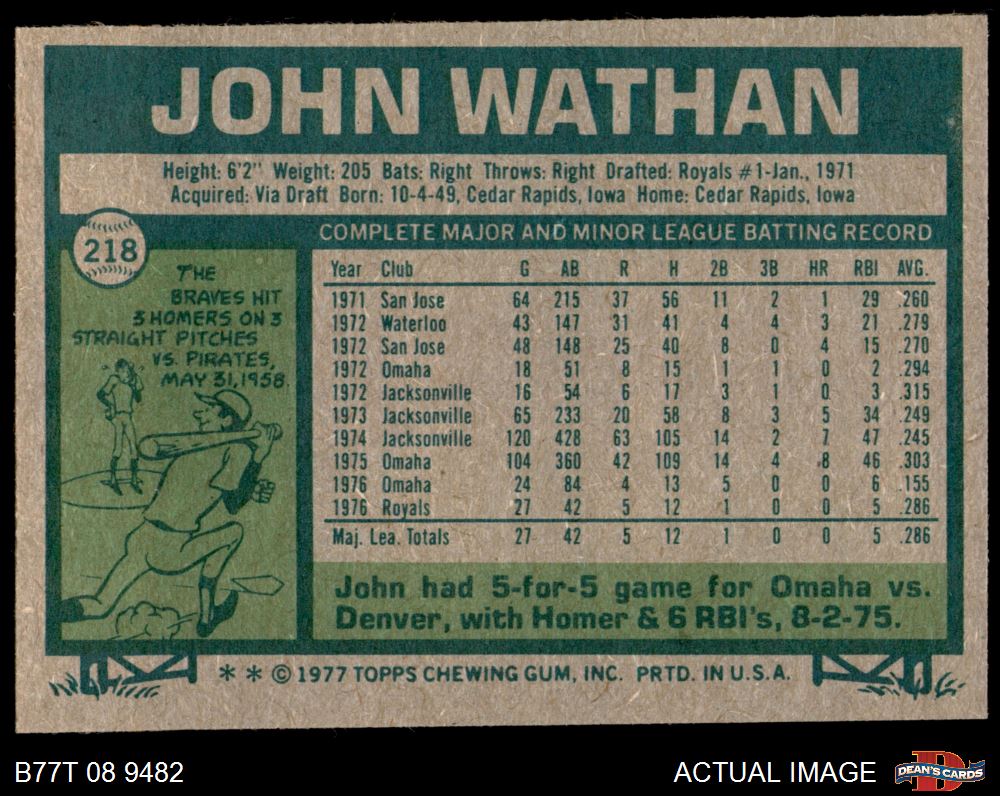 JOHN WATHAN
Height: 6'2" Weight: 205 Bats: Right Throws: Right Drafted: Royals #1-Jan., 1971
Acquired: Via Draft Born: 10-4-49, Cedar Rapids, Iowa Home: Cedar Rapids, Iowa
218
THE
BRAVES HIT
3 HOMERS ON 3
STRAIGHT PITCHES
VS. PIRATES,
MAY 31, 1958.
COMPLETE MAJOR AND MINOR LEAGUE BATTING RECORD
Year Club G AB R H 2B 3B HR RBI AVG.
1971 San Jose 64 215 37 56 11 2 1 29 .260
1972 Waterloo 43 147 31 41 4 4 3 21 .279
1972 San Jose 48 148 25 40 8 0 4 15 .270
1972 Omaha 18 51 8 15 1 1 0 2 .294
1972 Jacksonville 16 54 6 17 3 1 0 3 .315
1973 Jacksonville 65 233 20 58 8 3 5 34 .249
1974 Jacksonville 120 428 63 105 14 2 7 47 .245
1975 Omaha 104 360 42 109 14 4 8 46 .303
1976 Omaha 24 84 4 13 5 0 0 6 .155
1976 Royals 27 42 5 12 1 0 0 5 .286
Maj. Lea. Totals 27 42 5 12 1 0 0 5 .286
John had 5-for-5 game for Omaha vs.
Denver, with Homer & 6 RBI's, 8-2-75.
* * © 1977 TOPPS CHEWING GUM, INC. PRTD. IN U.S.A.
B77T 08 9482
ACTUAL IMAGE
D
DEAN'S CARDS